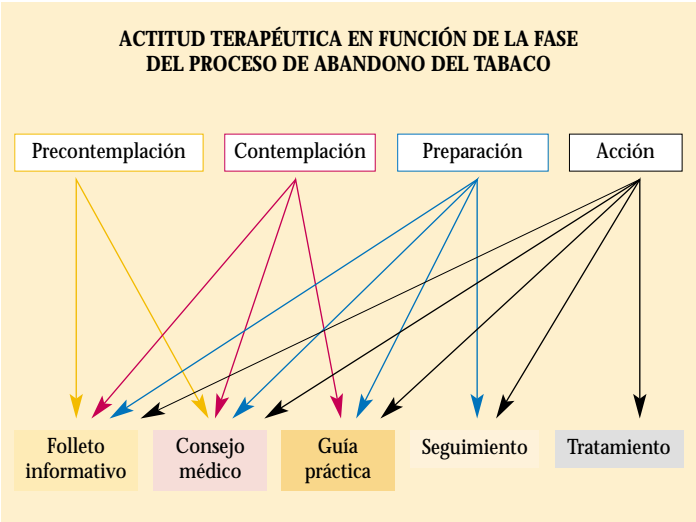 ACTITUD TERAPÉUTICA EN FUNCIÓN DE LA FASE
DEL PROCESO DE ABANDONO DEL TABACO
Precontemplación
Contemplación
Preparación
Acción
Folleto
informativo
Consejo
médico
Guía
práctica
Seguimiento
Tratamiento